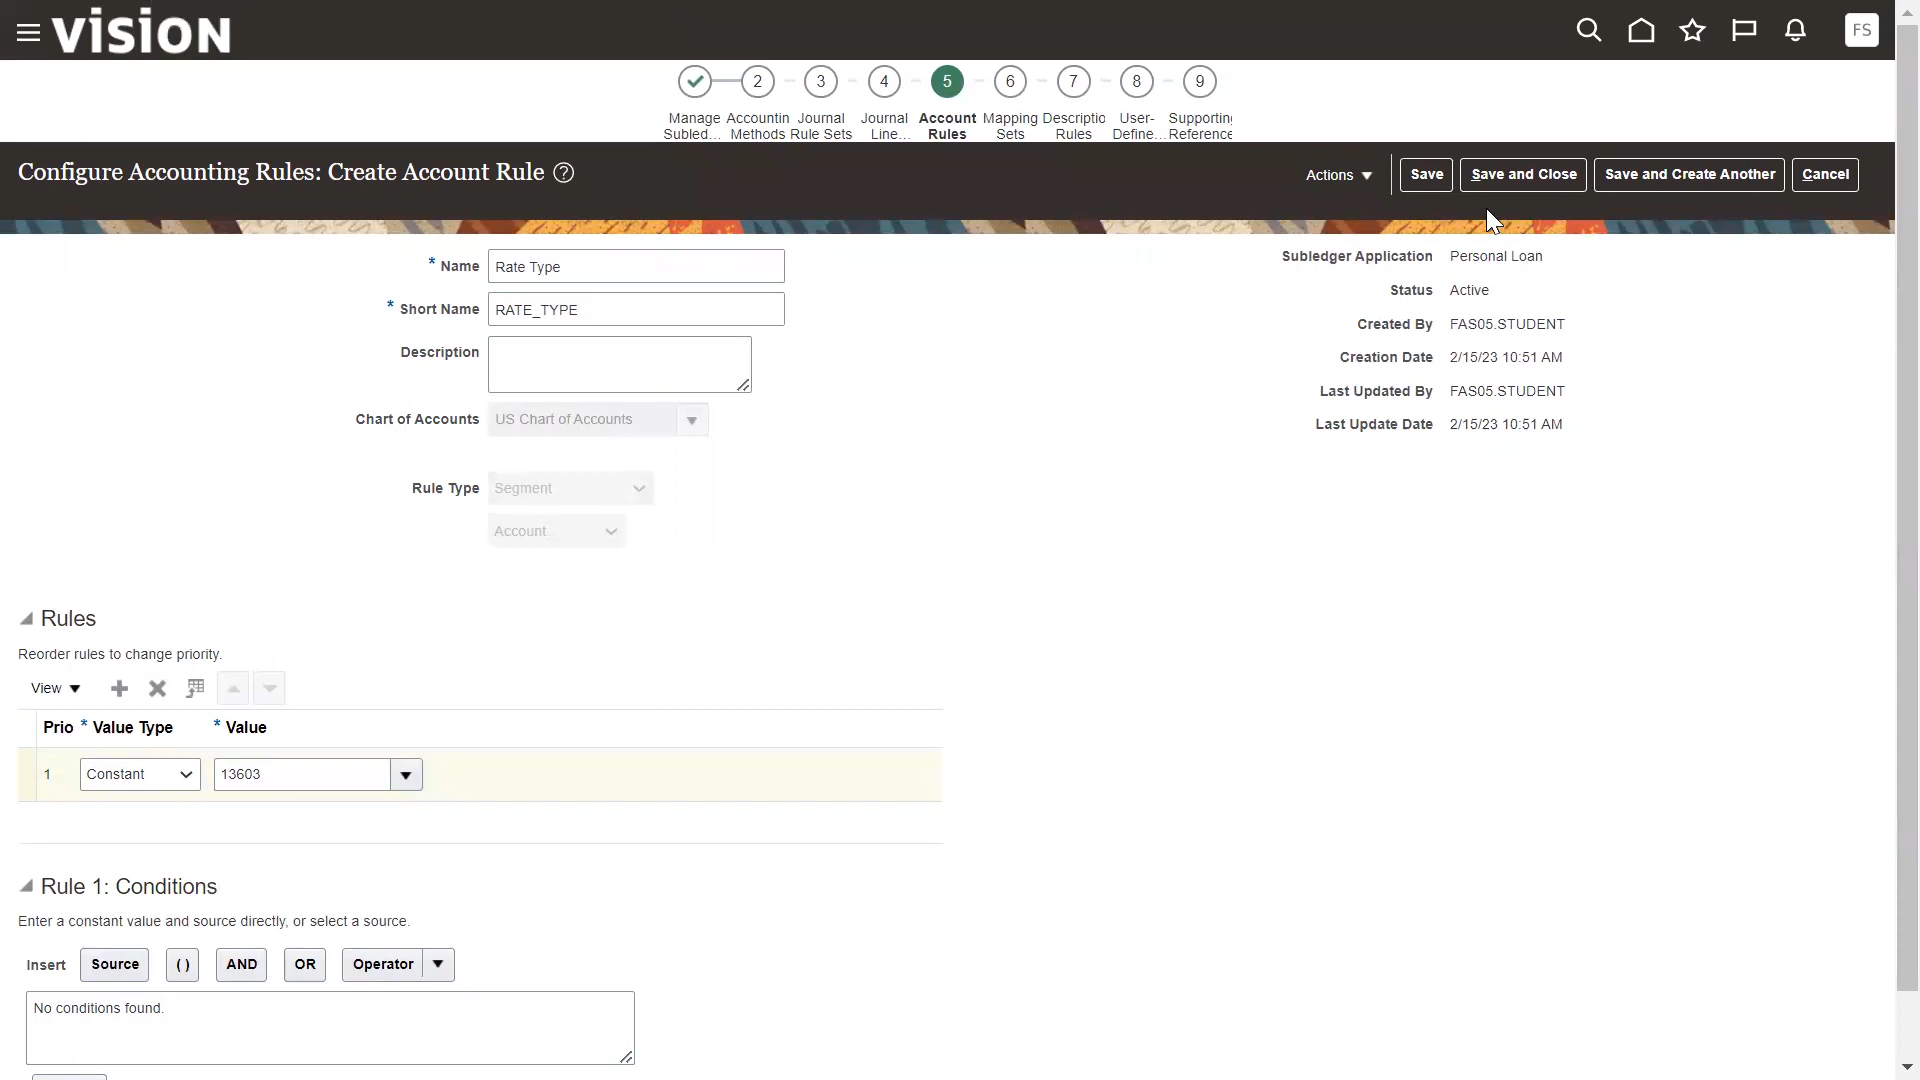 vision
FS
2 3 4 5 6 7 8 9
Manage Accountin Journal Journal Account Mapping Descriptio User- Supporting
Subled... Methods Rule Sets Line... Rules Sets Rules Define... Reference
Configure Accounting Rules: Create Account Rule ?
Actions Save Save and Close Save and Create Another Cancel
* Name Rate Type
Subledger Application Personal Loan
* Short Name RATE_TYPE
Status Active
Created By FAS05.STUDENT
Description
Creation Date 2/15/23 10:51 AM
Last Updated By FAS05.STUDENT
Chart of Accounts US Chart of Accounts
Last Update Date 2/15/23 10:51 AM
Rule Type Segment
Account
Rules
Reorder rules to change priority.
View
Prio * Value Type * Value
1 Constant 13603
Rule 1: Conditions
Enter a constant value and source directly, or select a source.
Insert Source ( ) AND OR Operator
No conditions found.